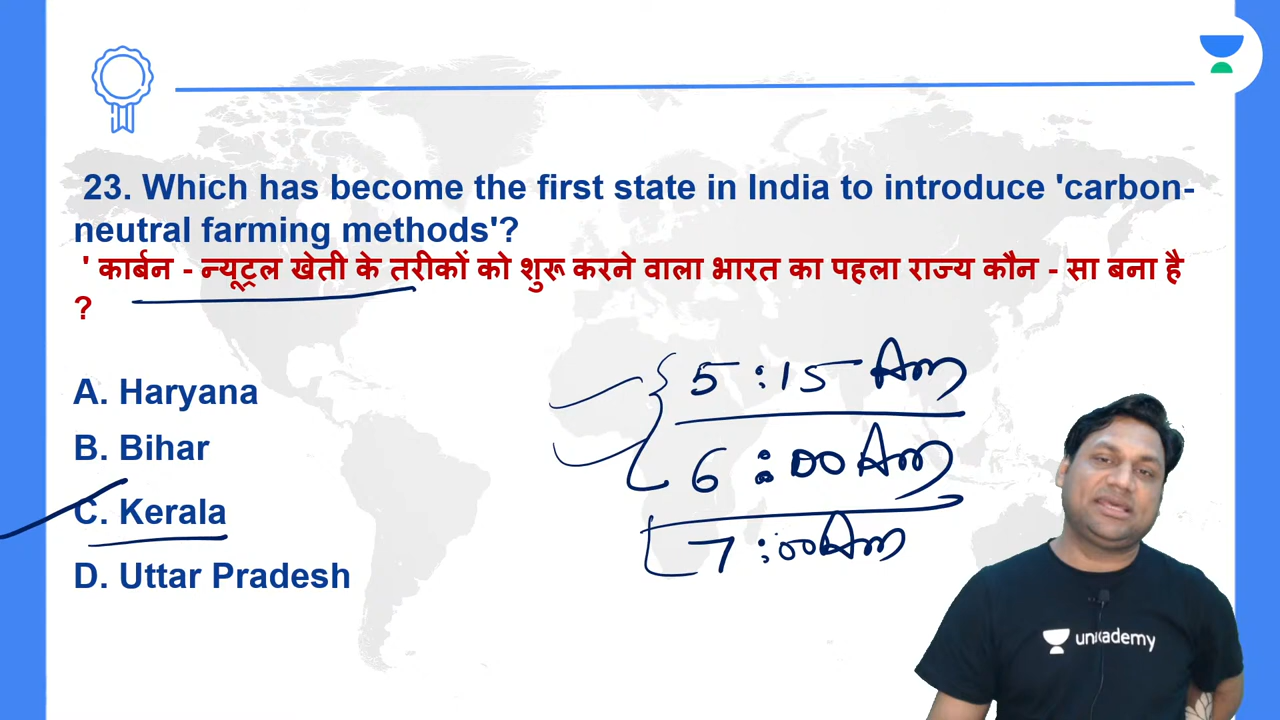 23. Which has become the first state in India to introduce 'carbon-
neutral farming methods'?
' कार्बन - न्यूट्रल खेती के तरीकों को शुरू करने वाला भारत का पहला राज्य कौन - सा बना है
?
A. Haryana
B. Bihar
C. Kerala
D. Uttar Pradesh
5:15 Am
6:00 Am
7:00 Am
unacademy